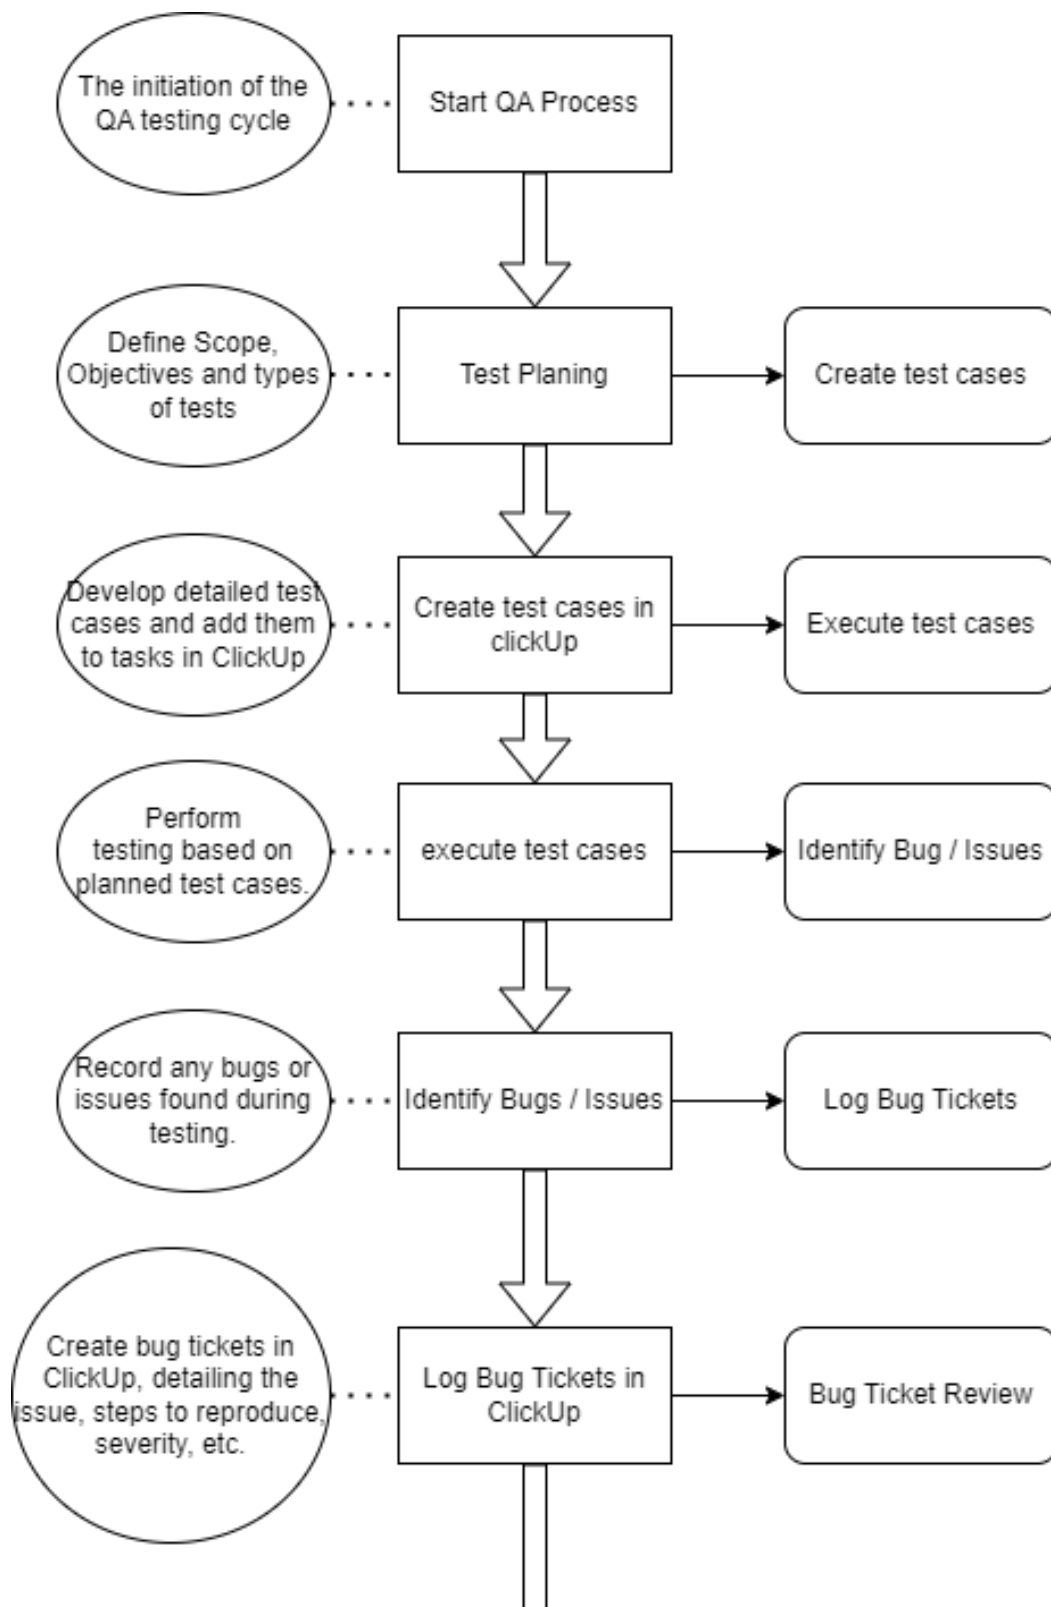 The initiation of the
QA testing cycle
Start QA Process
Define Scope,
Objectives and types
of tests
Test Planing
Create test cases
Develop detailed test
cases and add them
to tasks in ClickUp
Create test cases in
clickUp
Execute test cases
Perform
testing based on
planned test cases.
execute test cases
Identify Bug / Issues
Record any bugs or
issues found during
testing.
Identify Bugs / Issues
Log Bug Tickets
Create bug tickets in
ClickUp, detailing the
issue, steps to reproduce,
severity, etc.
Log Bug Tickets in
ClickUp
Bug Ticket Review